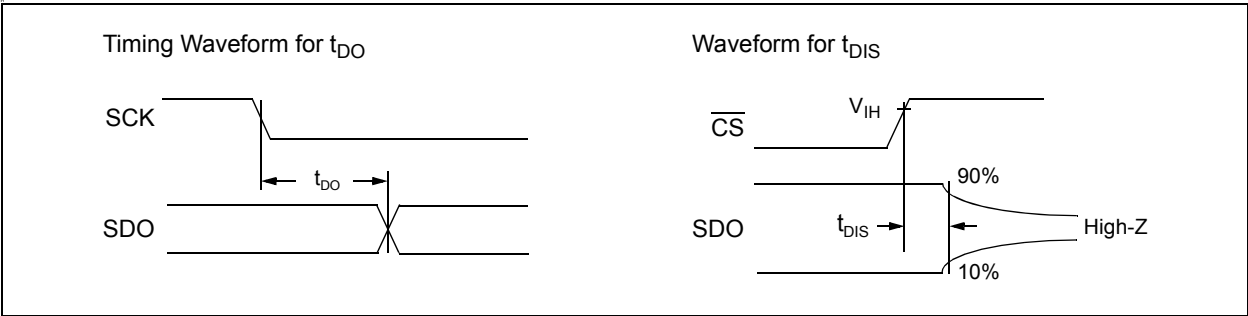 Timing Waveform for tDO
SCK
tDO
SDO
Waveform for tDIS
VIH
CS
90%
SDO
tDIS
High-Z
10%